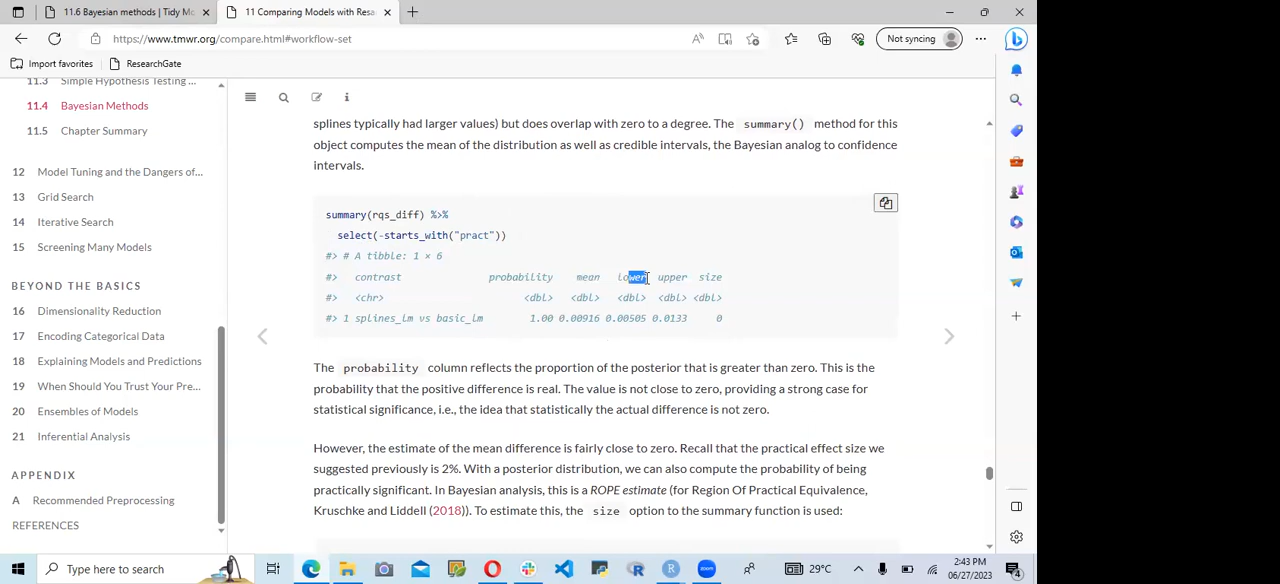 11.6 Bayesian methods | Tidy Mo
11 Comparing Models with Resa
https://www.tmwr.org/compare.html#workflow-set
Not syncing
Import favorites
ResearchGate
11.3 Simple Hypothesis Testing ...
11.4 Bayesian Methods
11.5 Chapter Summary
12 Model Tuning and the Dangers of...
13 Grid Search
14 Iterative Search
15 Screening Many Models
BEYOND THE BASICS
16 Dimensionality Reduction
17 Encoding Categorical Data
18 Explaining Models and Predictions
19 When Should You Trust Your Pre...
20 Ensembles of Models
21 Inferential Analysis
APPENDIX
A Recommended Preprocessing
REFERENCES
splines typically had larger values) but does overlap with zero to a degree. The summary() method for this
object computes the mean of the distribution as well as credible intervals, the Bayesian analog to confidence
intervals.
summary(rqs_diff) %>%
select(-starts_with("pract"))
#> # A tibble: 1 × 6
#> contrast probability mean lower upper size
#> <chr> <dbl> <dbl> <dbl> <dbl> <dbl>
#> 1 splines_lm vs basic_lm 1.00 0.00916 0.00505 0.0133 0
The probability column reflects the proportion of the posterior that is greater than zero. This is the
probability that the positive difference is real. The value is not close to zero, providing a strong case for
statistical significance, i.e., the idea that statistically the actual difference is not zero.
However, the estimate of the mean difference is fairly close to zero. Recall that the practical effect size we
suggested previously is 2%. With a posterior distribution, we can also compute the probability of being
practically significant. In Bayesian analysis, this is a ROPE estimate (for Region Of Practical Equivalence,
Kruschke and Liddell (2018)). To estimate this, the size option to the summary function is used:
Type here to search
29°C
2:43 PM
06/27/2023